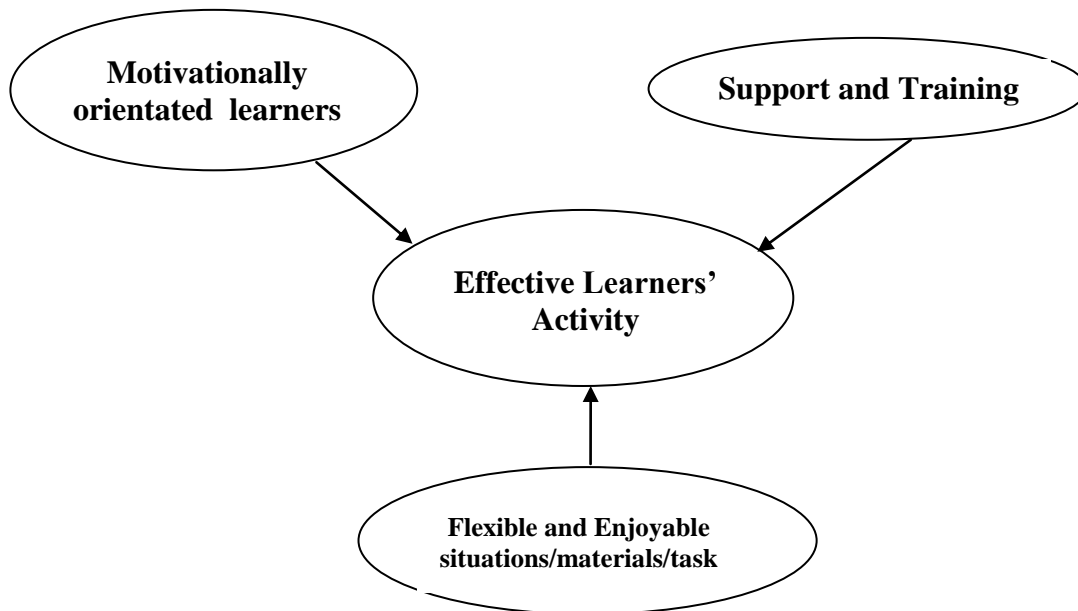 Motivationally
orientated learners
Support and Training
Effective Learners’
Activity
Flexible and Enjoyable
situations/materials/task